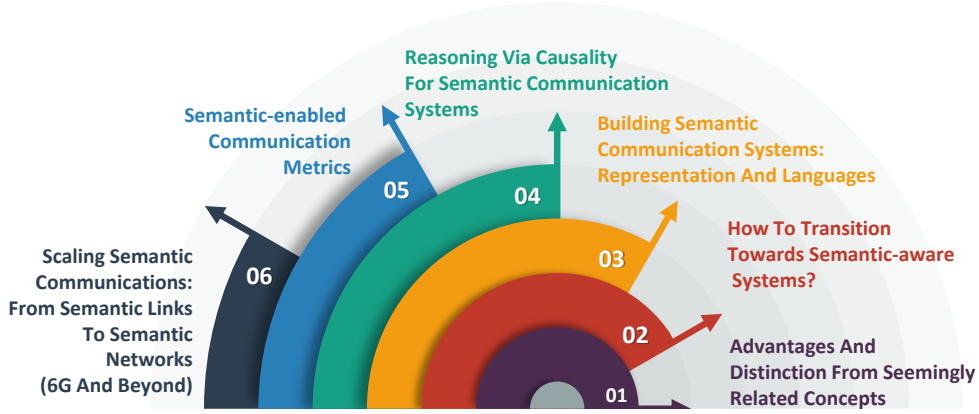 Reasoning Via Causality
For Semantic Communication
Systems
04
Semantic-enabled
Communication
Metrics
05
Building Semantic
Communication Systems:
Representation And Languages
03
How To Transition
Towards Semantic-aware
Systems?
02
Scaling Semantic
Communications:
From Semantic Links
To Semantic
Networks
(6G And Beyond)
06
Advantages And
Distinction From Seemingly
Related Concepts
01